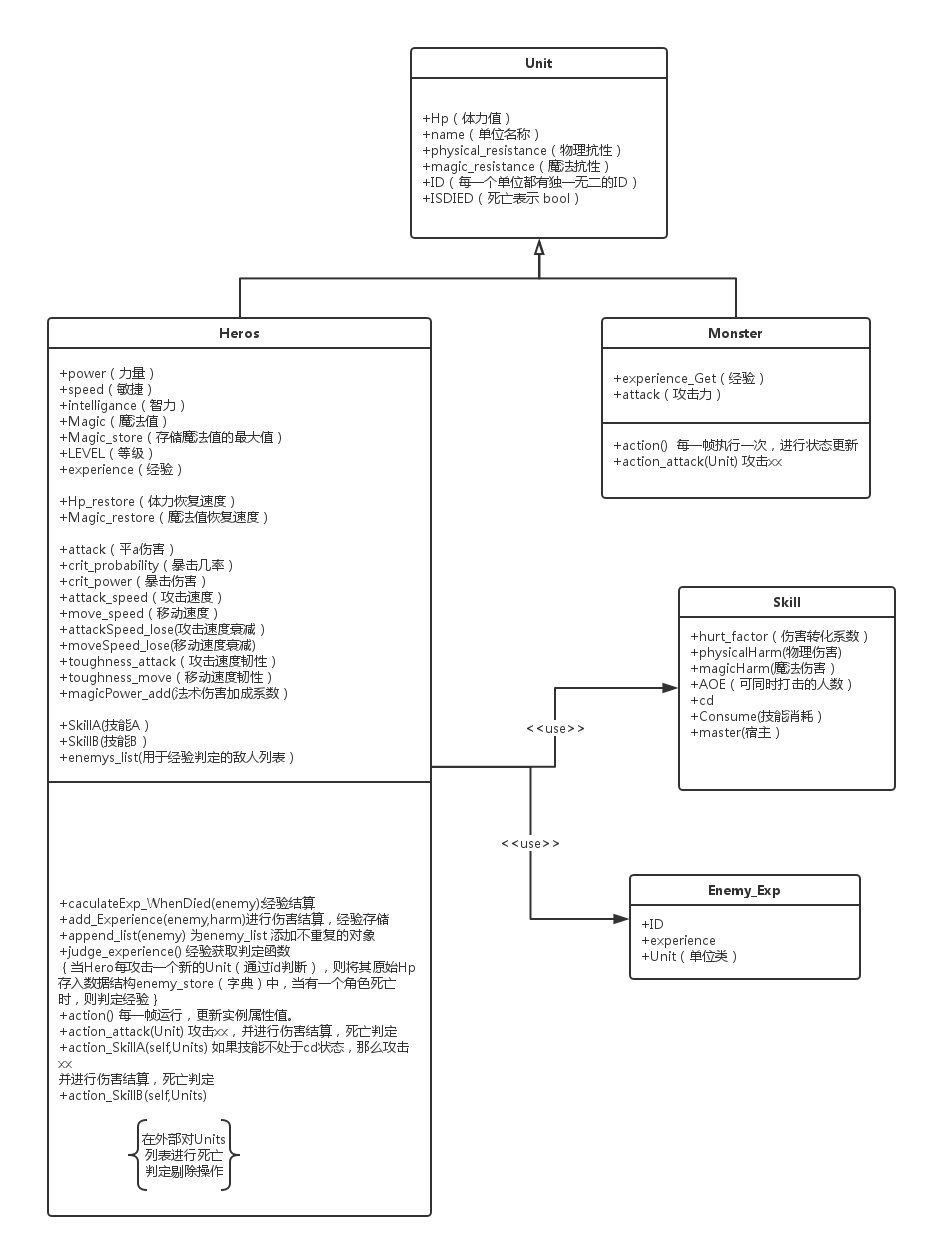 Unit
+Hp（体力值）
+name（单位名称）
+physical_resistance（物理抗性）
+magic_resistance（魔法抗性）
+ID（每一个单位都有独一无二的ID）
+ISDIED（死亡表示 bool）
Heros
+power（力量）
+speed（敏捷）
+intelligance（智力）
+Magic（魔法值）
+Magic_store（存储魔法值的最大值）
+LEVEL（等级）
+experience（经验）
+Hp_restore（体力恢复速度）
+Magic_restore（魔法值恢复速度）
+attack（平a伤害）
+crit_probability（暴击几率）
+crit_power（暴击伤害）
+attack_speed（攻击速度）
+move_speed（移动速度）
+attackSpeed_lose(攻击速度衰减）
+moveSpeed_lose(移动速度衰减)
+toughness_attack（攻击速度韧性）
+toughness_move（移动速度韧性）
+magicPower_add(法术伤害加成系数）
+SkillA(技能A）
+SkillB(技能B）
+enemys_list(用于经验判定的敌人列表）
+caculateExp_WhenDied(enemy):经验结算
+add_Experience(enemy,harm)进行伤害结算，经验存储
+append_list(enemy) 为enemy_list 添加不重复的对象
+judge_experience() 经验获取判定函数
｛当Hero每攻击一个新的Unit（通过id判断），则将其原始Hp
存入数据结构enemy_store（字典）中，当有一个角色死亡
时，则判定经验｝
+action() 每一帧运行，更新实例属性值。
+action_attack(Unit) 攻击xx，并进行伤害结算，死亡判定
+action_SkillA(self,Units) 如果技能不处于cd状态，那么攻击
xx
并进行伤害结算，死亡判定
+action_SkillB(self,Units)
在外部对Units
列表进行死亡
判定剔除操作
Monster
+experience_Get（经验）
+attack（攻击力）
+action() 每一帧执行一次，进行状态更新
+action_attack(Unit) 攻击xx
Skill
+hurt_factor（伤害转化系数）
+physicalHarm(物理伤害)
+magicHarm(魔法伤害）
+AOE（可同时打击的人数）
+cd
+Consume(技能消耗）
+master(宿主）
<<use>>
<<use>>
Enemy_Exp
+ID
+experience
+Unit（单位类）